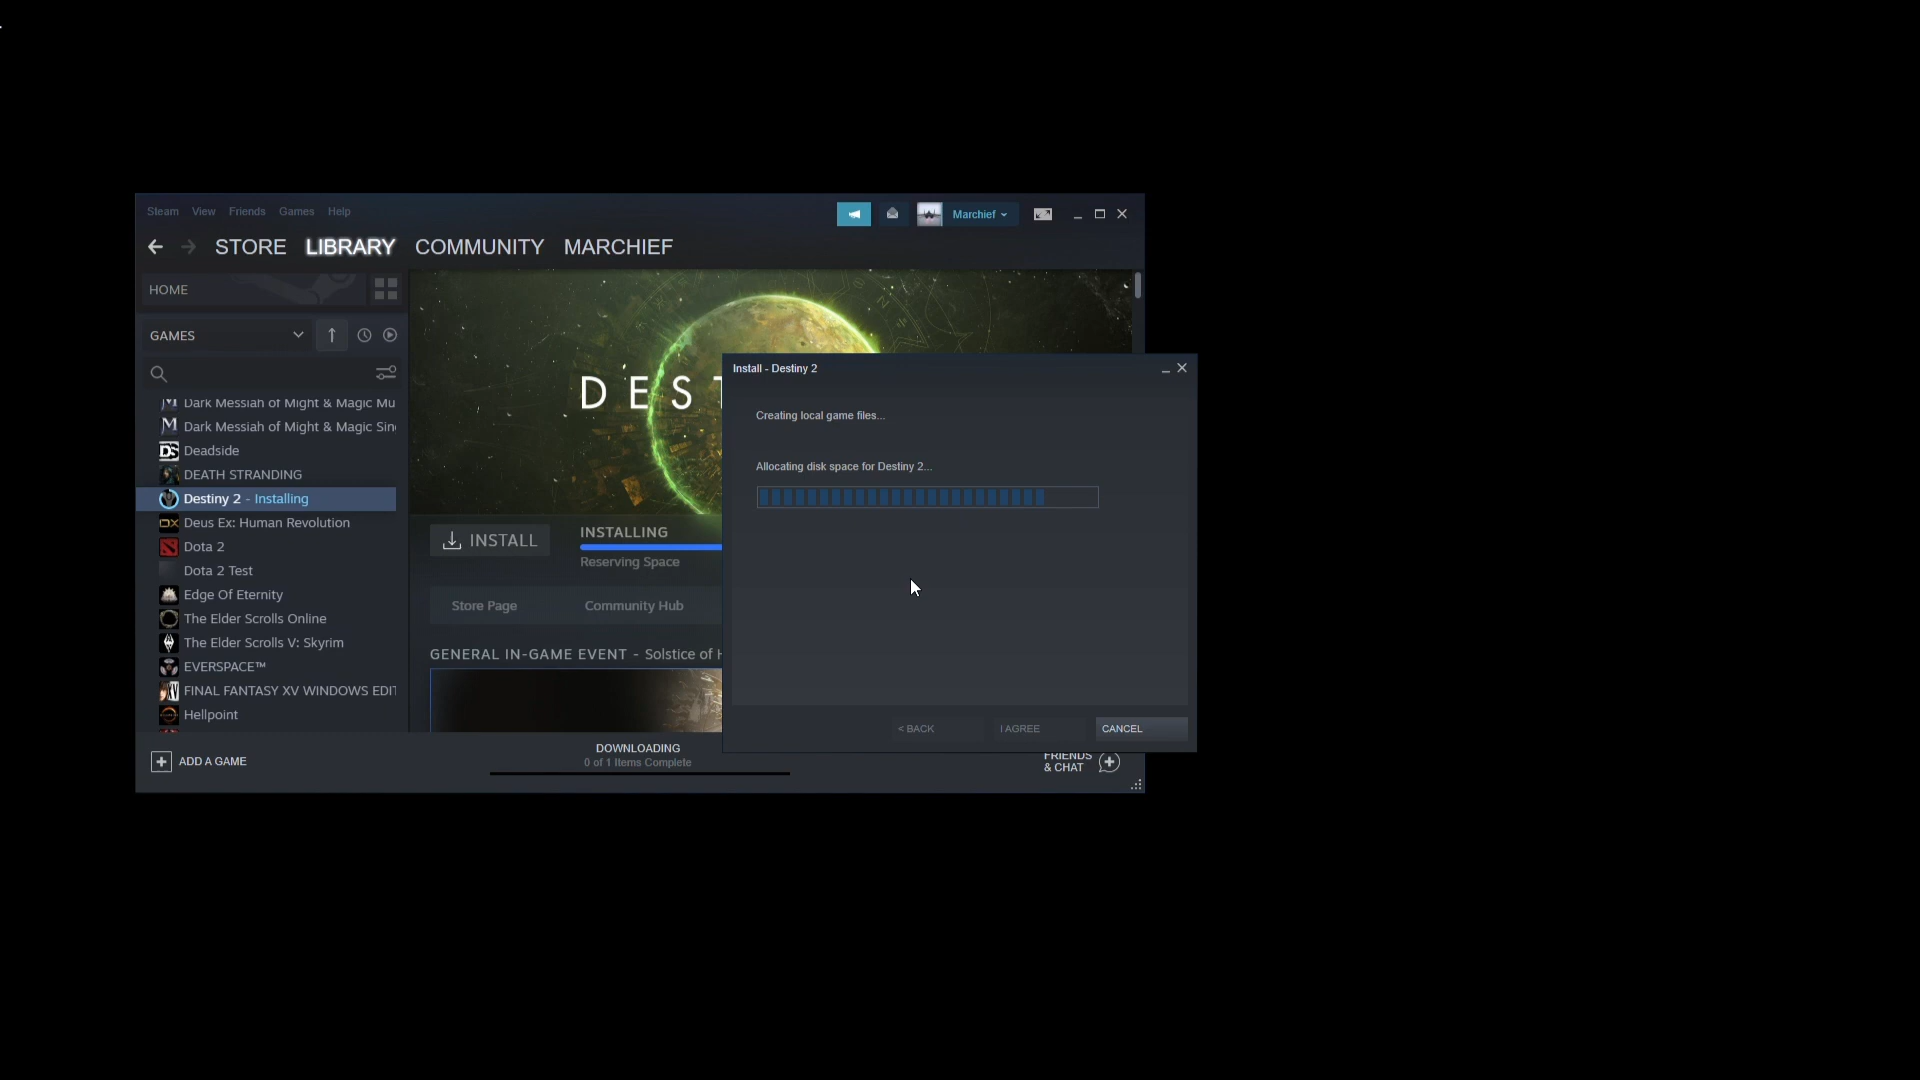 Steam View Friends Games Help
Marchief
STORE LIBRARY COMMUNITY MARCHIEF
HOME
GAMES
Dark Messiah of Might & Magic Mu
Dark Messiah of Might & Magic Sin
Deadside
DEATH STRANDING
Destiny 2 - Installing
Deus Ex: Human Revolution
Dota 2
Dota 2 Test
Edge Of Eternity
The Elder Scrolls Online
The Elder Scrolls V: Skyrim
EVERSPACE™
FINAL FANTASY XV WINDOWS EDIT
Hellpoint
DEST
INSTALL
INSTALLING
Reserving Space
Store Page Community Hub
GENERAL IN-GAME EVENT - Solstice of H
Install - Destiny 2
Creating local game files...
Allocating disk space for Destiny 2...
< BACK I AGREE CANCEL
ADD A GAME
DOWNLOADING
0 of 1 Items Complete
FRIENDS
& CHAT